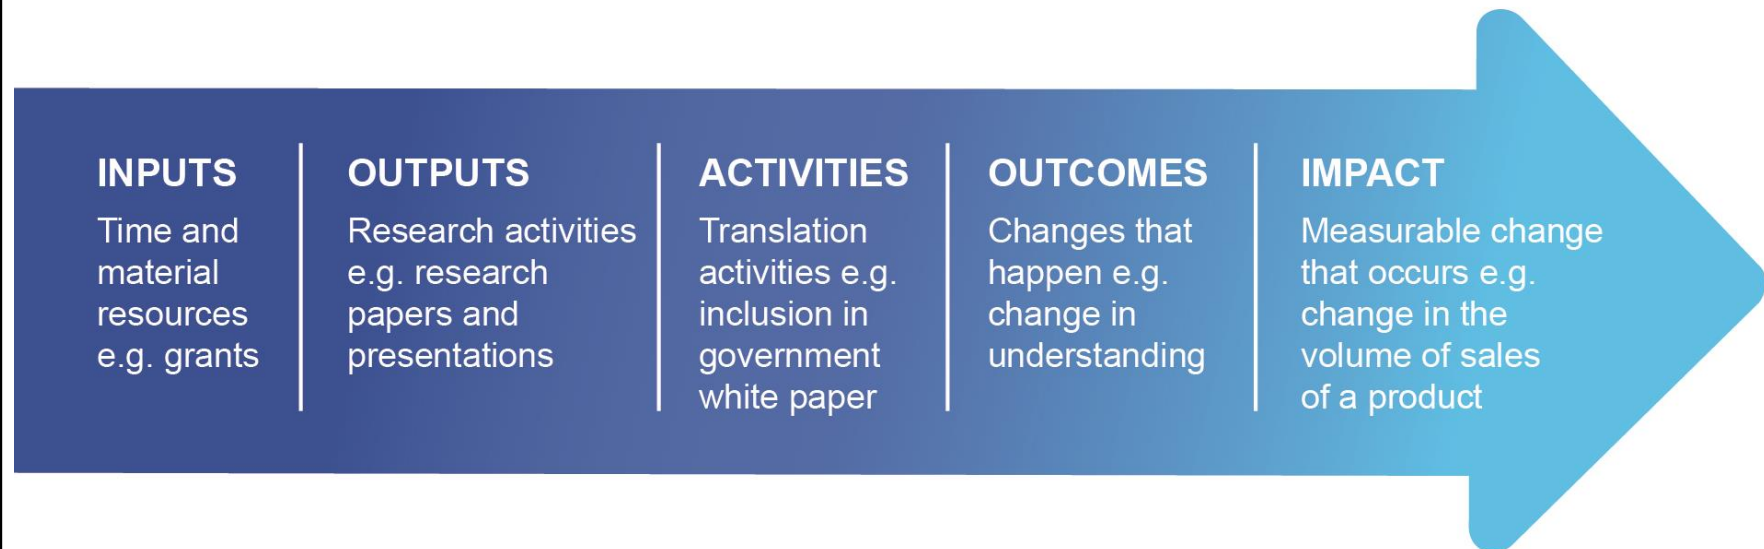 INPUTS
Time and
material
resources
e.g. grants
OUTPUTS
Research activities
e.g. research
papers and
presentations
ACTIVITIES
Translation
activities e.g.
inclusion in
government
white paper
OUTCOMES
Changes that
happen e.g.
change in
understanding
IMPACT
Measurable change
that occurs e.g.
change in the
volume of sales
of a product